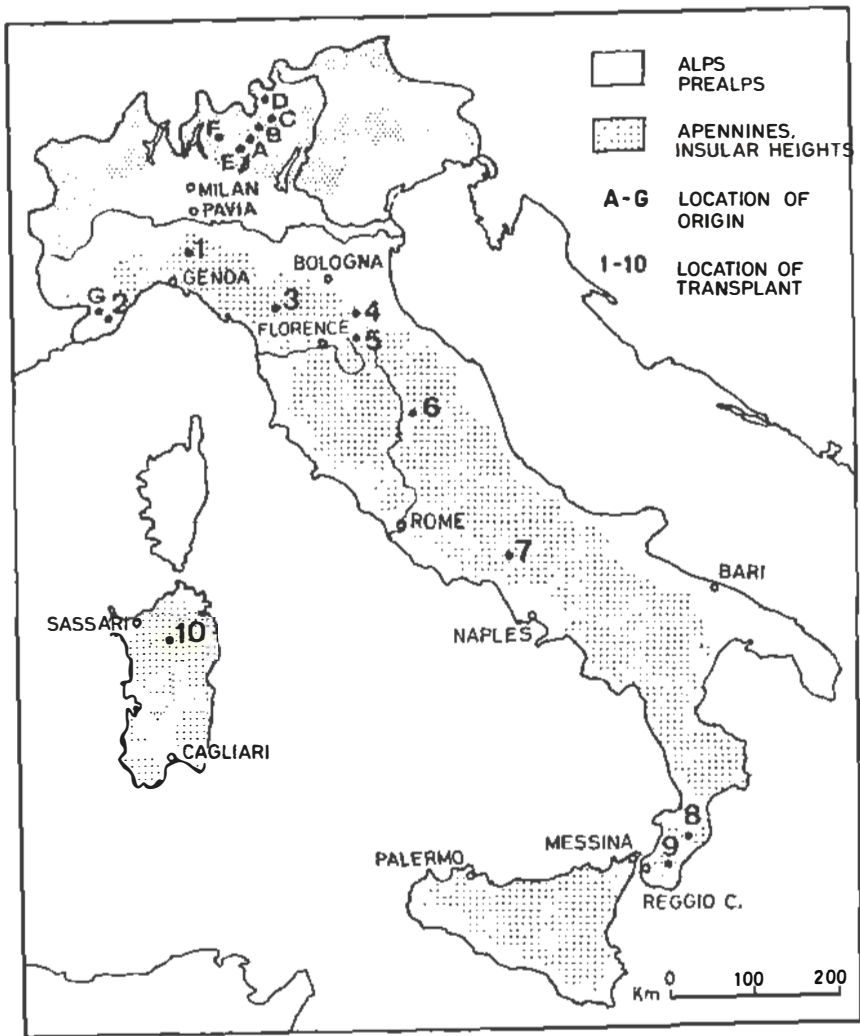 ALPS
PREALPS
APENNINES,
INSULAR HEIGHTS
A-G LOCATION OF
ORIGIN
1-10 LOCATION OF
TRANSPLANT
D
C
F
B
A
E
MILAN
PAVIA
1
GENOA
BOLOGNA
G
2
3
4
FLORENCE
5
6
ROME
7
BARI
NAPLES
SASSARI
10
CAGLIARI
8
MESSINA
9
PALERMO
REGGIO C.
Km 0 100 200